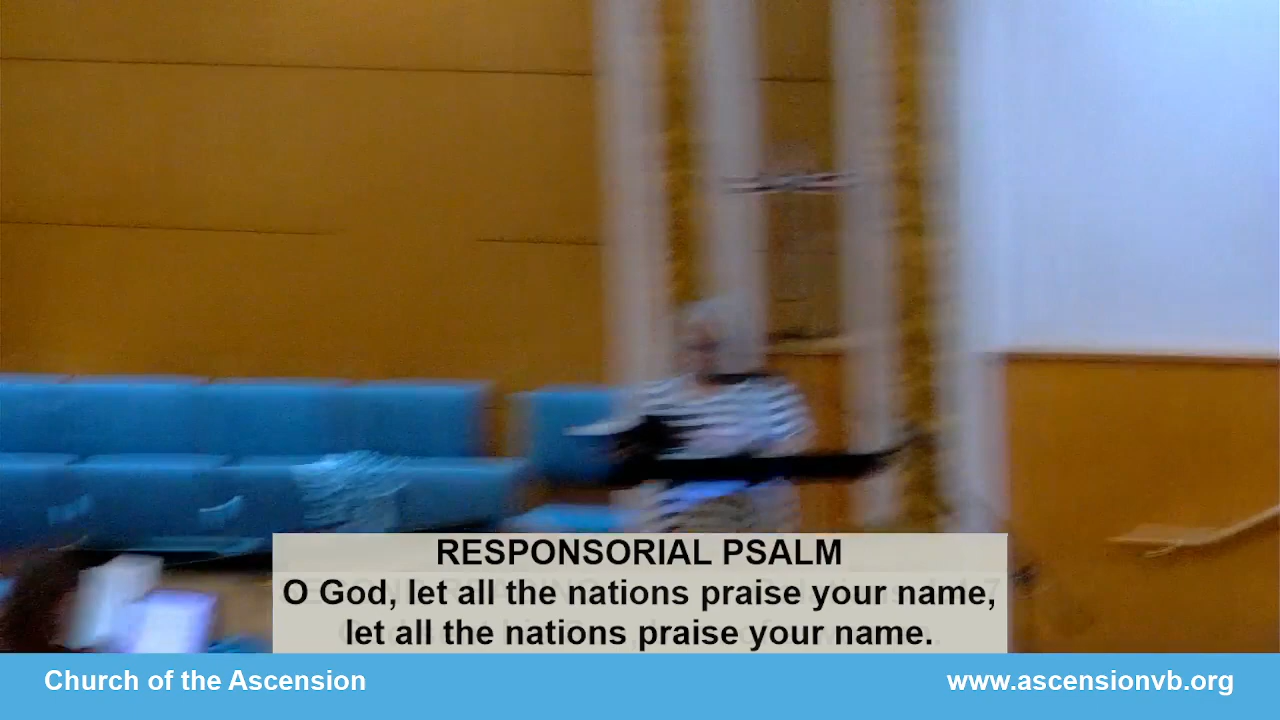 RESPONSORIAL PSALM
O God, let all the nations praise your name,
let all the nations praise your name.
Church of the Ascension
www.ascensionvb.org